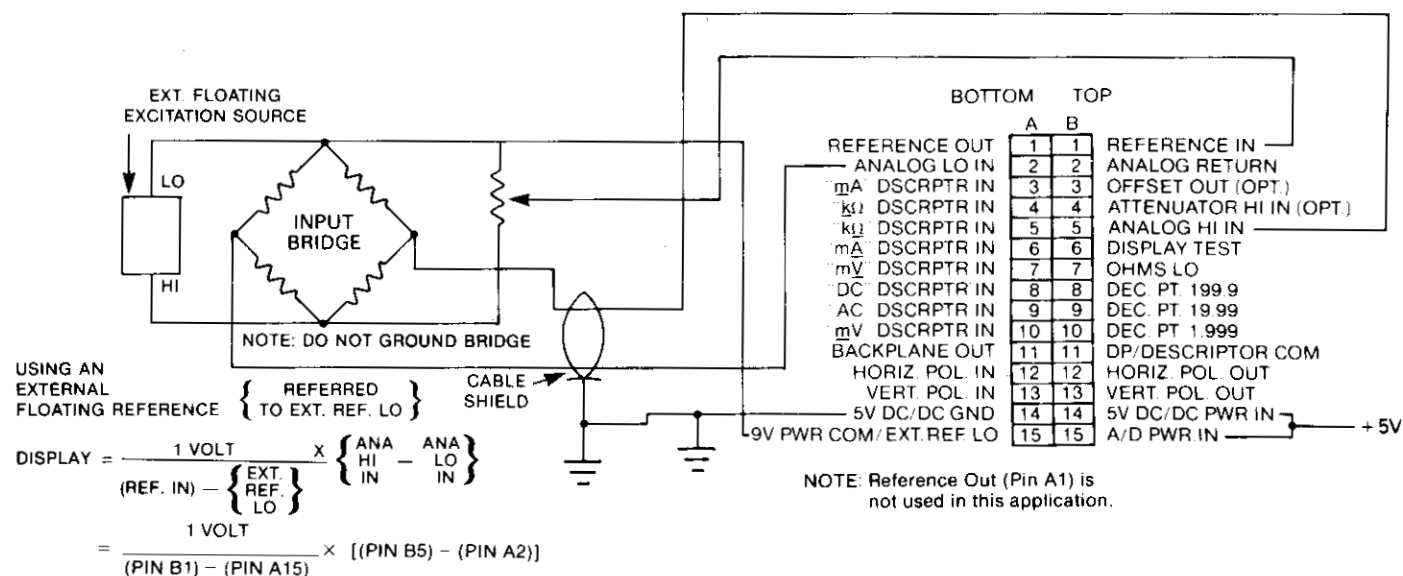 EXT. FLOATING
EXCITATION SOURCE
LO
INPUT
BRIDGE
HI
NOTE: DO NOT GROUND BRIDGE
CABLE
SHIELD
BOTTOM TOP
A B
REFERENCE OUT 1 1 REFERENCE IN
ANALOG LO IN 2 2 ANALOG RETURN
"mA" DSCRPTR IN 3 3 OFFSET OUT (OPT.)
"kΩ" DSCRPTR IN 4 4 ATTENUATOR HI IN (OPT.)
"kΩ" DSCRPTR IN 5 5 ANALOG HI IN
"mA" DSCRPTR IN 6 6 DISPLAY TEST
"mV" DSCRPTR IN 7 7 OHMS LO
"DC" DSCRPTR IN 8 8 DEC. PT. 199.9
"AC" DSCRPTR IN 9 9 DEC. PT. 19.99
"mV" DSCRPTR IN 10 10 DEC. PT. 1.999
BACKPLANE OUT 11 11 DP/DESCRIPTOR COM
HORIZ. POL. IN 12 12 HORIZ. POL. OUT
VERT. POL. IN 13 13 VERT. POL. OUT
5V DC/DC GND 14 14 5V DC/DC PWR IN
9V PWR COM/EXT.REF.LO 15 15 A/D PWR.IN
+5V
NOTE: Reference Out (Pin A1) is
not used in this application.
USING AN
EXTERNAL
FLOATING REFERENCE { REFERRED
TO EXT. REF. LO }
DISPLAY = 1 VOLT / (REF. IN) – { EXT. REF. LO } X { ANA HI IN – ANA LO IN }
= 1 VOLT / (PIN B1) – (PIN A15) × [(PIN B5) – (PIN A2)]